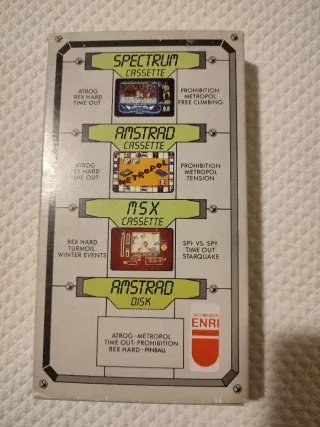 SPECTRUM
CASSETTE
ATROG
REX HARD
TIME OUT
PROHIBITION
METROPOL
FREE CLIMBING
AMSTRAD
CASSETTE
ATROG
REX HARD
TIME OUT
PROHIBITION
METROPOL
TENSION
METROPOL
MSX
CASSETTE
REX HARD
TURMOIL
WINTER EVENTS
SPY VS. SPY
TIME OUT
STARQUAKE
AMSTRAD
DISK
ATROG - METROPOL
TIME OUT - PROHIBITION
REX HARD - PINBALL
ENRI